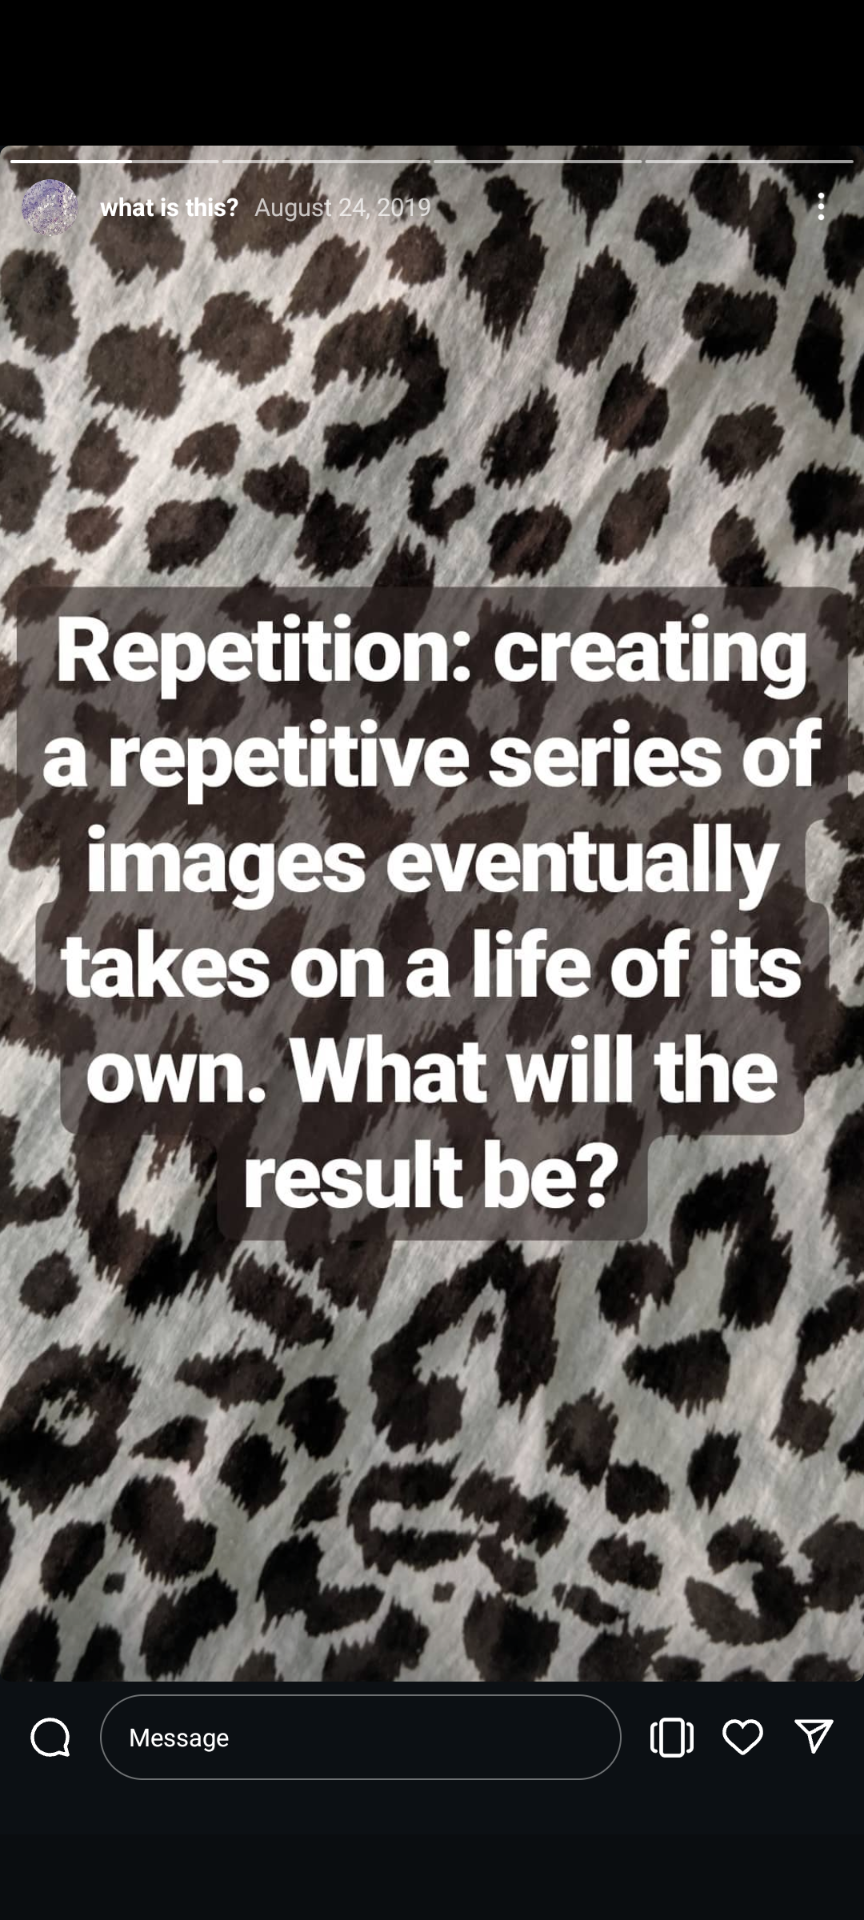 what is this? August 24, 2019
Repetition: creating
a repetitive series of
images eventually
takes on a life of its
own. What will the
result be?
Message